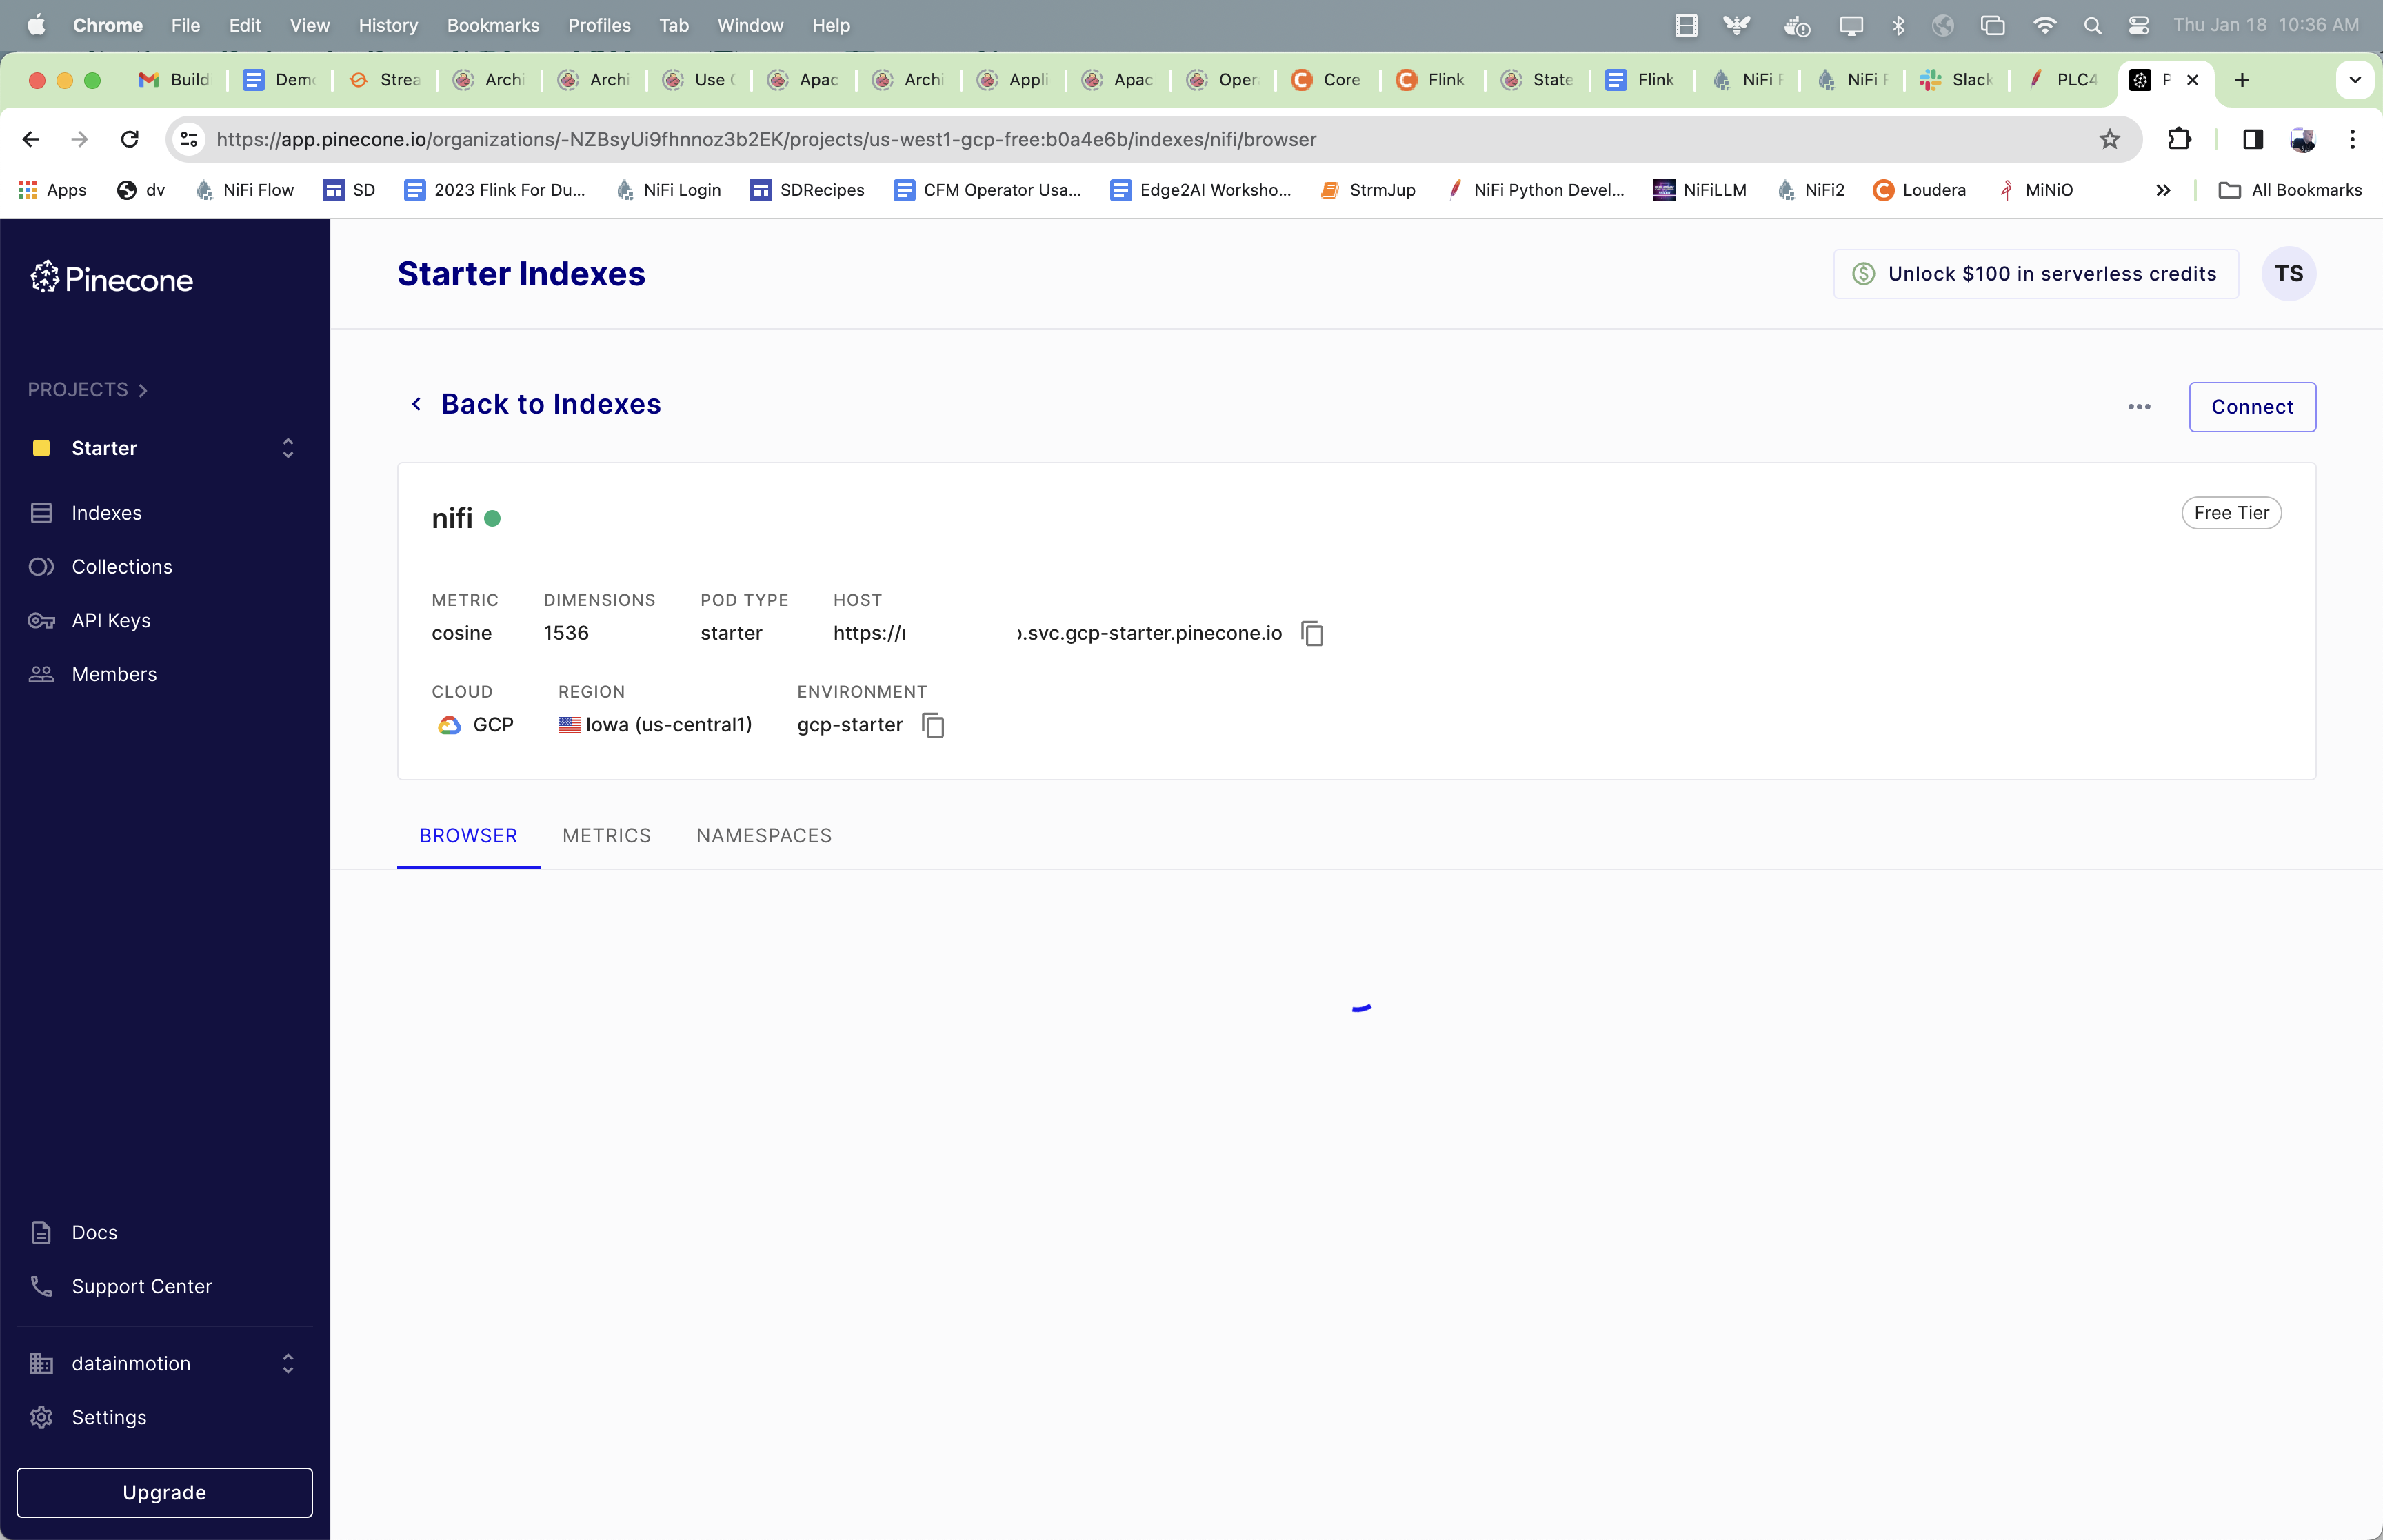 Chrome File Edit View History Bookmarks Profiles Tab Window Help Thu Jan 18 10:36 AM
Build Demo Strea Archi Archi Use Apac Archi Appli Apac Oper Core Flink State Flink NiFi F NiFi F Slack PLC4 P
https://app.pinecone.io/organizations/-NZBsyUi9fhnnoz3b2EK/projects/us-west1-gcp-free:b0a4e6b/indexes/nifi/browser
Apps dv NiFi Flow SD 2023 Flink For Du... NiFi Login SDRecipes CFM Operator Usa... Edge2AI Worksho... StrmJup NiFi Python Devel... NiFiLLM NiFi2 Loudera MiNiO All Bookmarks
Pinecone
PROJECTS
Starter
Indexes
Collections
API Keys
Members
Docs
Support Center
datainmotion
Settings
Upgrade
Starter Indexes
Unlock $100 in serverless credits
TS
Back to Indexes
Connect
nifi
Free Tier
METRIC DIMENSIONS POD TYPE HOST
cosine 1536 starter https:// .svc.gcp-starter.pinecone.io
CLOUD REGION ENVIRONMENT
GCP Iowa (us-central1) gcp-starter
BROWSER METRICS NAMESPACES